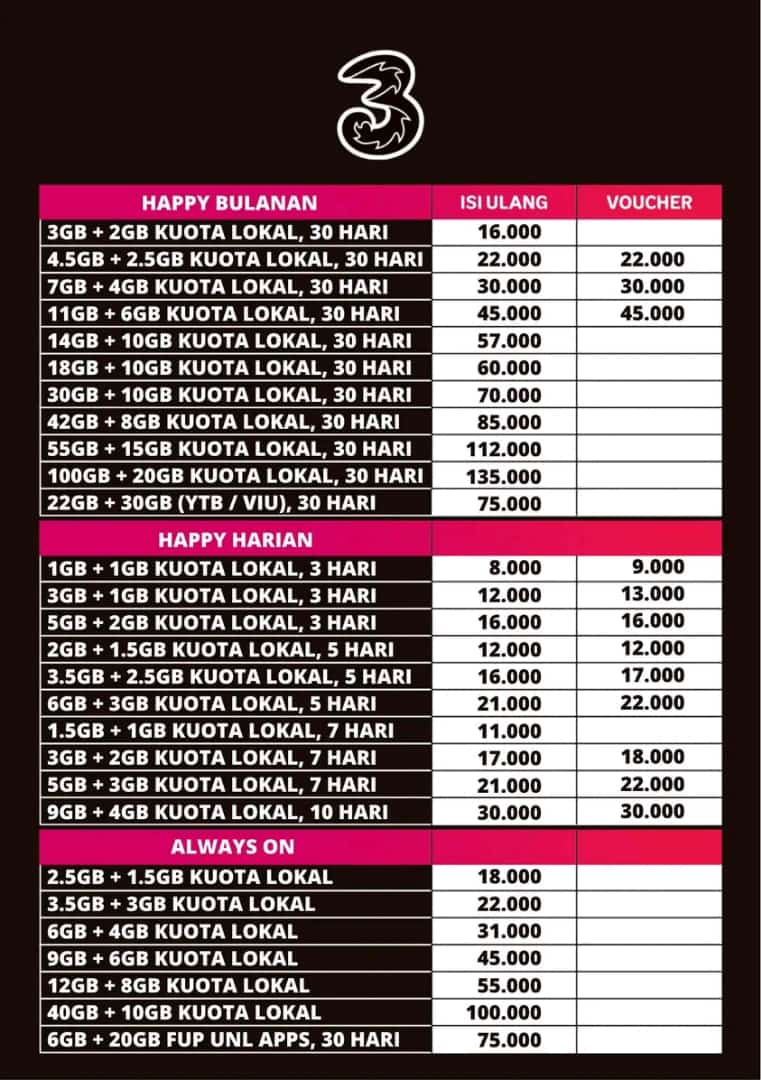 3
HAPPY BULANAN ISI ULANG VOUCHER
3GB + 2GB KUOTA LOKAL, 30 HARI 16.000
4.5GB + 2.5GB KUOTA LOKAL, 30 HARI 22.000 22.000
7GB + 4GB KUOTA LOKAL, 30 HARI 30.000 30.000
11GB + 6GB KUOTA LOKAL, 30 HARI 45.000 45.000
14GB + 10GB KUOTA LOKAL, 30 HARI 57.000
18GB + 10GB KUOTA LOKAL, 30 HARI 60.000
30GB + 10GB KUOTA LOKAL, 30 HARI 70.000
42GB + 8GB KUOTA LOKAL, 30 HARI 85.000
55GB + 15GB KUOTA LOKAL, 30 HARI 112.000
100GB + 20GB KUOTA LOKAL, 30 HARI 135.000
22GB + 30GB (YTB / VIU), 30 HARI 75.000
HAPPY HARIAN
1GB + 1GB KUOTA LOKAL, 3 HARI 8.000 9.000
3GB + 1GB KUOTA LOKAL, 3 HARI 12.000 13.000
5GB + 2GB KUOTA LOKAL, 3 HARI 16.000 16.000
2GB + 1.5GB KUOTA LOKAL, 5 HARI 12.000 12.000
3.5GB + 2.5GB KUOTA LOKAL, 5 HARI 16.000 17.000
6GB + 3GB KUOTA LOKAL, 5 HARI 21.000 22.000
1.5GB + 1GB KUOTA LOKAL, 7 HARI 11.000
3GB + 2GB KUOTA LOKAL, 7 HARI 17.000 18.000
5GB + 3GB KUOTA LOKAL, 7 HARI 21.000 22.000
9GB + 4GB KUOTA LOKAL, 10 HARI 30.000 30.000
ALWAYS ON
2.5GB + 1.5GB KUOTA LOKAL 18.000
3.5GB + 3GB KUOTA LOKAL 22.000
6GB + 4GB KUOTA LOKAL 31.000
9GB + 6GB KUOTA LOKAL 45.000
12GB + 8GB KUOTA LOKAL 55.000
40GB + 10GB KUOTA LOKAL 100.000
6GB + 20GB FUP UNL APPS, 30 HARI 75.000